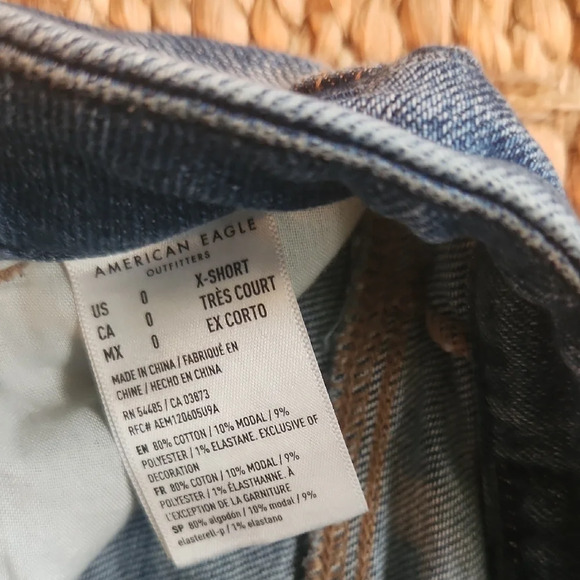 AMERICAN EAGLE
OUTFITTERS
US 0 X-SHORT
CA 0 TRÈS COURT
MX 0 EX CORTO
MADE IN CHINA / FABRIQUÉ EN
CHINE / HECHO EN CHINA
RN 54485 / CA 03873
RFC# AEM120605U9A
EN 80% COTTON / 10% MODAL / 9%
POLYESTER / 1% ELASTANE. EXCLUSIVE OF
DECORATION
FR 80% COTON / 10% MODAL / 9%
POLYESTER / 1% ÉLASTHANNE. À
L'EXCEPTION DE LA GARNITURE
SP 80% algodón / 10% modal / 9%
elasterell-p / 1% elastano